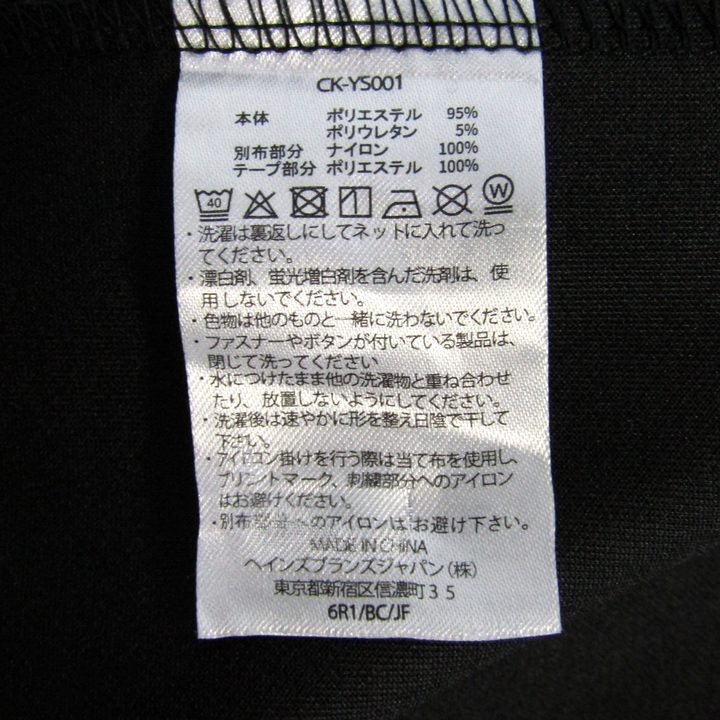 CK-YS001
本体 ポリエステル 95%
ポリウレタン 5%
別布部分 ナイロン 100%
テープ部分 ポリエステル 100%
40 W
・洗濯は裏返しにしてネットに入れて洗っ
てください。
・漂白剤、蛍光増白剤を含んだ洗剤は、使
用しないでください。
・色物は他のものと一緒に洗わないでください。
・ファスナーやボタンが付いている製品は、
閉じて洗ってください
・水につけたまま他の洗濯物と重ね合わせ
たり、放置しないようにしてください。
・洗濯後は速やかに形を整え日陰で干して
下さい。
・アイロン掛けを行う際は当て布を使用し、
プリントマーク、刺繍部分へのアイロン
はお避けください。
・別布部分へのアイロンはお避け下さい。
MADE IN CHINA
ヘインズブランズジャパン(株)
東京都新宿区信濃町35
6R1/BC/JF